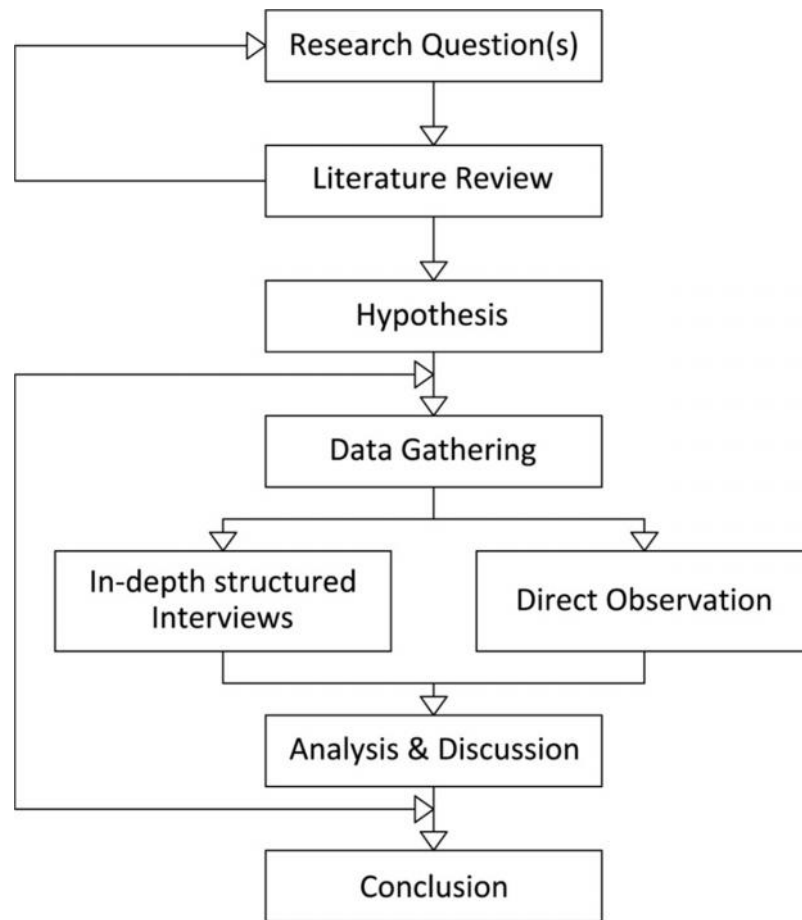 Research Question(s)
Literature Review
Hypothesis
Data Gathering
In-depth structured
Interviews
Direct Observation
Analysis & Discussion
Conclusion